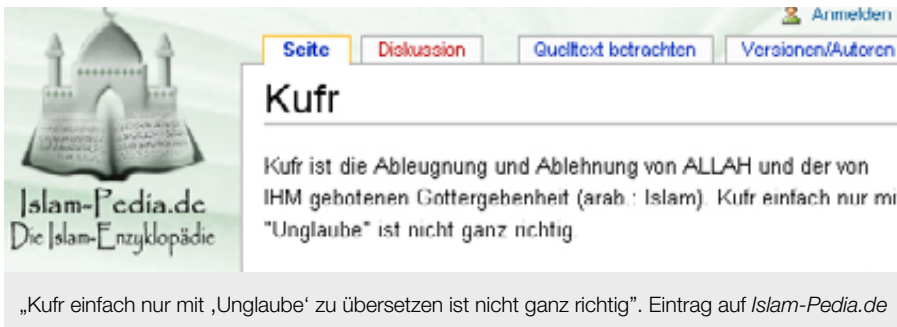 Anmelden
Seite Diskussion Quelltext betrachten Versionen/Autoren
Kufr
Kufr ist die Ableugnung und Ablehnung von ALLAH und der von
IHM gebotenen Gottergebenheit (arab.: Islam). Kufr einfach nur mi
"Unglaube" ist nicht ganz richtig.
Islam-Pedia.de
Die Islam-Enzyklopädie
„Kufr einfach nur mit ‚Unglaube‘ zu übersetzen ist nicht ganz richtig”. Eintrag auf Islam-Pedia.de